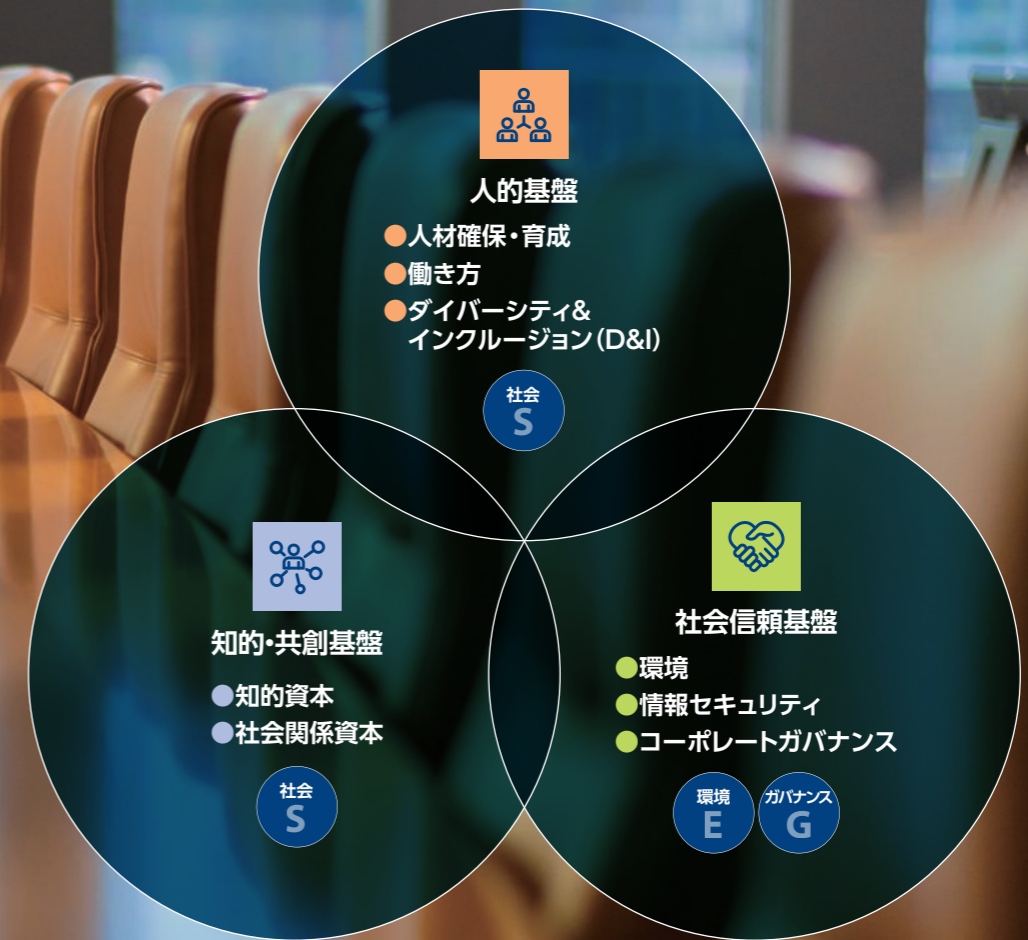 人的基盤
●人材確保・育成
●働き方
●ダイバーシティ&
インクルージョン(D&I)
社会
S
知的・共創基盤
●知的資本
●社会関係資本
社会
S
社会信頼基盤
●環境
●情報セキュリティ
●コーポレートガバナンス
環境
E
ガバナンス
G